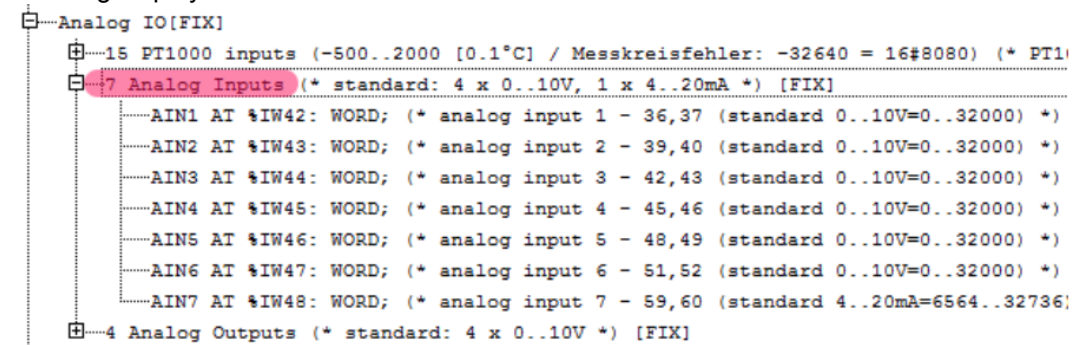 Analog IO[FIX]
15 PT1000 inputs (-500..2000 [0.1°C] / Messkreisfehler: -32640 = 16#8080) (* PT1
7 Analog Inputs (* standard: 4 x 0..10V, 1 x 4..20mA *) [FIX]
AIN1 AT %IW42: WORD; (* analog input 1 - 36,37 (standard 0..10V=0..32000) *)
AIN2 AT %IW43: WORD; (* analog input 2 - 39,40 (standard 0..10V=0..32000) *)
AIN3 AT %IW44: WORD; (* analog input 3 - 42,43 (standard 0..10V=0..32000) *)
AIN4 AT %IW45: WORD; (* analog input 4 - 45,46 (standard 0..10V=0..32000) *)
AIN5 AT %IW46: WORD; (* analog input 5 - 48,49 (standard 0..10V=0..32000) *)
AIN6 AT %IW47: WORD; (* analog input 6 - 51,52 (standard 0..10V=0..32000) *)
AIN7 AT %IW48: WORD; (* analog input 7 - 59,60 (standard 4..20mA=6564..32736)
4 Analog Outputs (* standard: 4 x 0..10V *) [FIX]